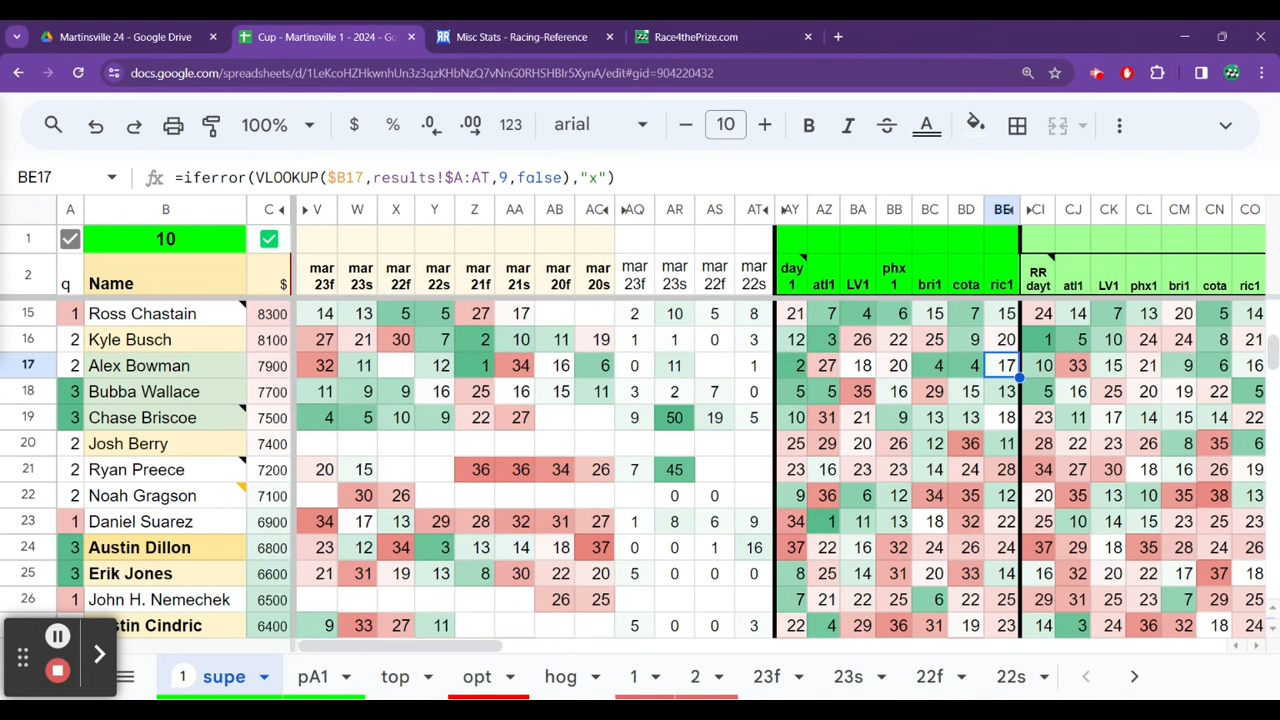 Martinsville 24 - Google Drive × Cup - Martinsville 1 - 2024 - Go × RR Misc Stats - Racing-Reference × Race4thePrize.com × +
docs.google.com/spreadsheets/d/1LeKcoHZHkwnhUn3z3qzKHbNzQ7vNnG0RHSHBIr5XynA/edit#gid=904220432
100% $ % .0 .00 123 arial 10 B I A
BE17 fx =iferror(VLOOKUP($B17,results!$A:AT,9,false),"x")
A B C V W X Y Z AA AB AC AQ AR AS AT AY AZ BA BB BC BD BE CI CJ CK CL CM CN CO
1 10
2 q Name $ mar 23f mar 23s mar 22f mar 22s mar 21f mar 21s mar 20f mar 20s mar 23f mar 23s mar 22f mar 22s day 1 atl1 LV1 phx 1 bri1 cota ric1 RR dayt atl1 LV1 phx1 bri1 cota ric1
15 1 Ross Chastain 8300 14 13 5 5 27 17 2 10 5 8 21 7 4 6 15 7 15 24 14 7 13 20 5 14
16 2 Kyle Busch 8100 27 21 30 7 2 10 11 19 1 1 0 3 12 3 26 22 25 9 20 1 5 10 24 24 8 21
17 2 Alex Bowman 7900 32 11 12 1 34 16 6 0 11 1 2 27 18 20 4 4 17 10 33 15 21 9 6 16
18 3 Bubba Wallace 7700 11 9 9 16 25 16 15 11 3 2 7 0 5 5 35 16 29 15 13 5 16 25 20 19 22 5
19 3 Chase Briscoe 7500 4 5 10 9 22 27 9 50 19 5 10 31 21 9 13 13 18 23 11 17 14 15 14 22
20 2 Josh Berry 7400 25 29 20 26 12 36 11 28 22 23 26 8 35 6
21 2 Ryan Preece 7200 20 15 36 36 34 26 7 45 23 16 23 23 14 24 28 34 27 30 18 16 26 19
22 2 Noah Gragson 7100 30 26 0 0 9 36 6 12 34 35 12 20 35 13 10 35 38 13
23 1 Daniel Suarez 6900 34 17 13 29 28 32 31 27 1 8 6 9 34 1 11 13 18 32 22 25 10 14 15 23 25 23
24 3 Austin Dillon 6800 23 12 34 3 13 14 18 37 0 0 1 16 37 22 16 32 24 26 24 37 29 18 35 28 24 26
25 3 Erik Jones 6600 21 31 19 13 8 30 22 20 5 0 0 0 8 25 14 31 20 33 14 16 32 20 22 17 37 18
26 1 John H. Nemechek 6500 26 25 7 21 22 25 6 22 25 29 31 25 23 7 29 25
stin Cindric 6400 9 33 27 11 5 0 0 3 22 4 29 36 31 19 23 14 3 24 36 32 18 24
1 supe pA1 top opt hog 1 2 23f 23s 22f 22s